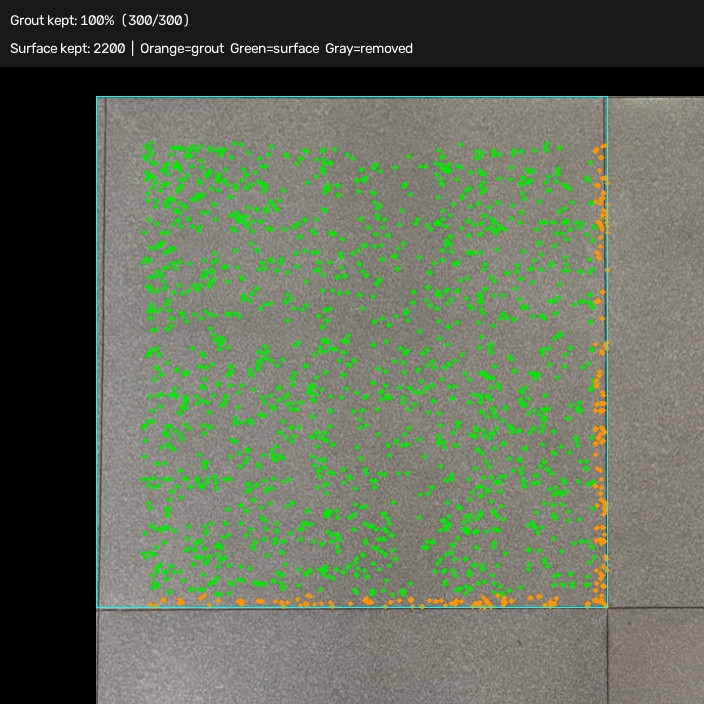 Grout kept: 100% (300/300)
Surface kept: 2200 | Orange=grout Green=surface Gray=removed